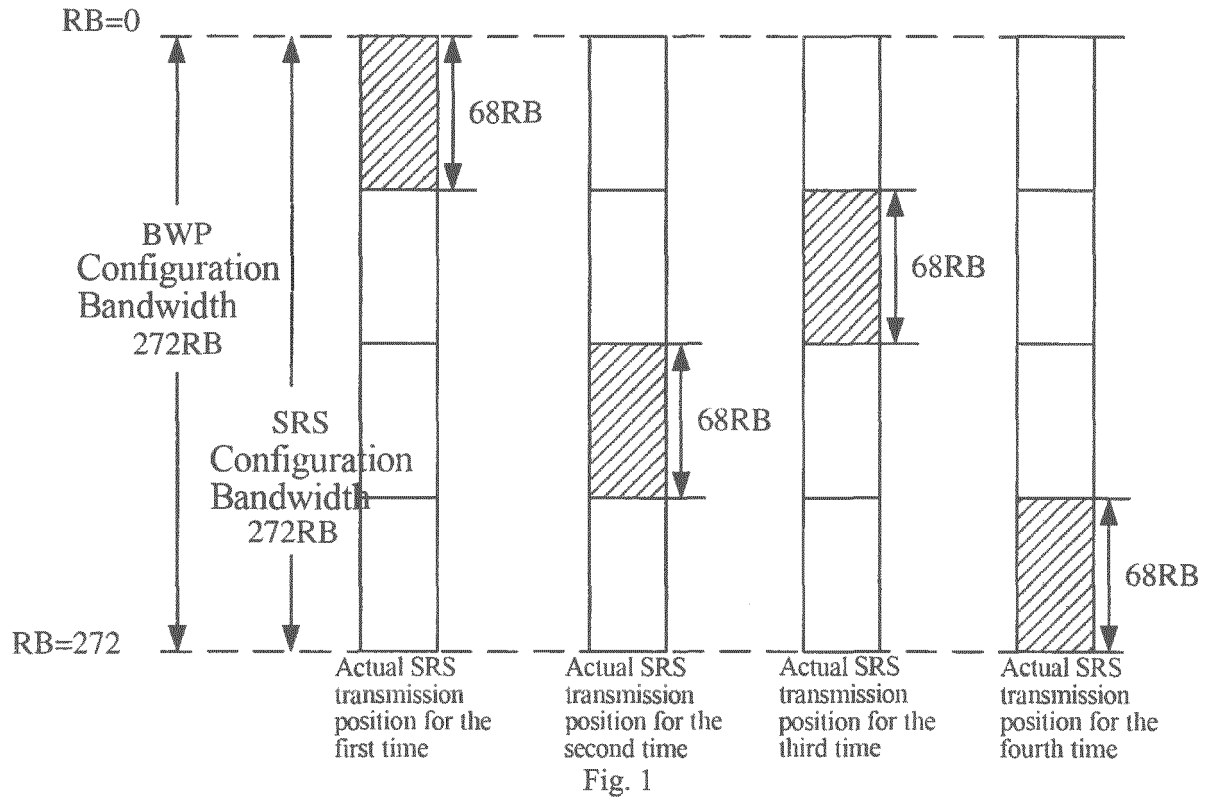 RB=0
68RB
BWP
Configuration
Bandwidth
272RB
68RB
SRS
Configuration
Bandwidth
272RB
68RB
68RB
RB=272
Actual SRS
transmission
position for the
first time
Actual SRS
transmission
position for the
second time
Actual SRS
transmission
position for the
third time
Actual SRS
transmission
position for the
fourth time
Fig. 1